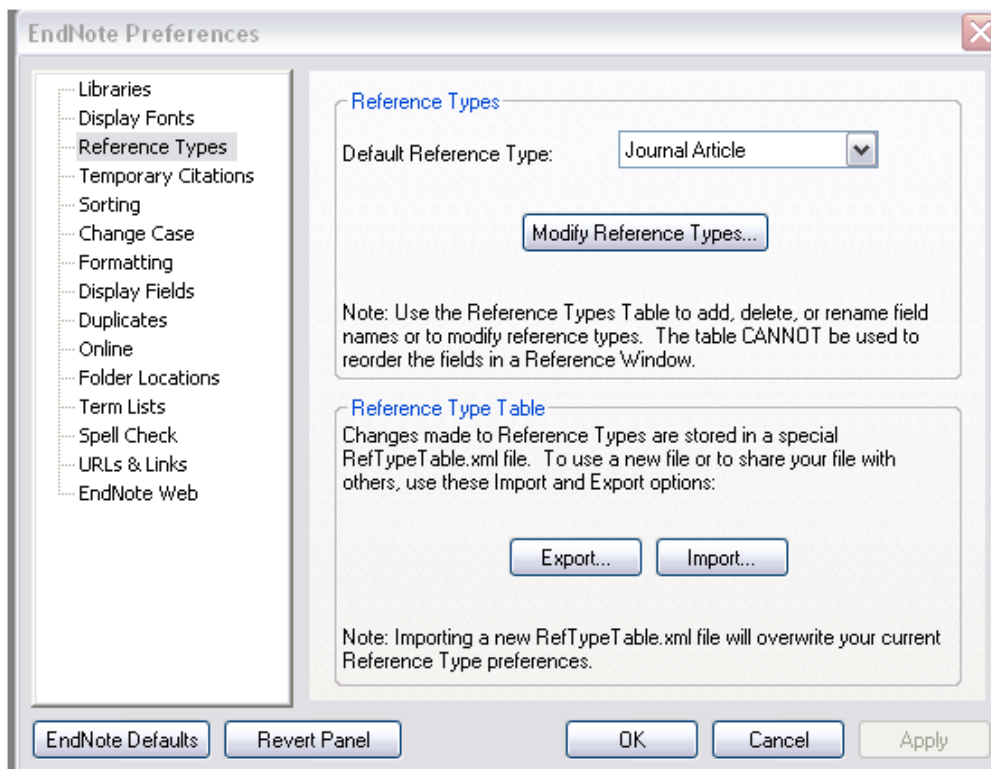 EndNote Preferences
Libraries
Display Fonts
Reference Types
Temporary Citations
Sorting
Change Case
Formatting
Display Fields
Duplicates
Online
Folder Locations
Term Lists
Spell Check
URLs & Links
EndNote Web
Reference Types
Default Reference Type:
Journal Article
Modify Reference Types...
Note: Use the Reference Types Table to add, delete, or rename field
names or to modify reference types.  The table CANNOT be used to
reorder the fields in a Reference Window.
Reference Type Table
Changes made to Reference Types are stored in a special
RefTypeTable.xml file.  To use a new file or to share your file with
others, use these Import and Export options:
Export...
Import...
Note: Importing a new RefTypeTable.xml file will overwrite your current
Reference Type preferences.
EndNote Defaults
Revert Panel
OK
Cancel
Apply